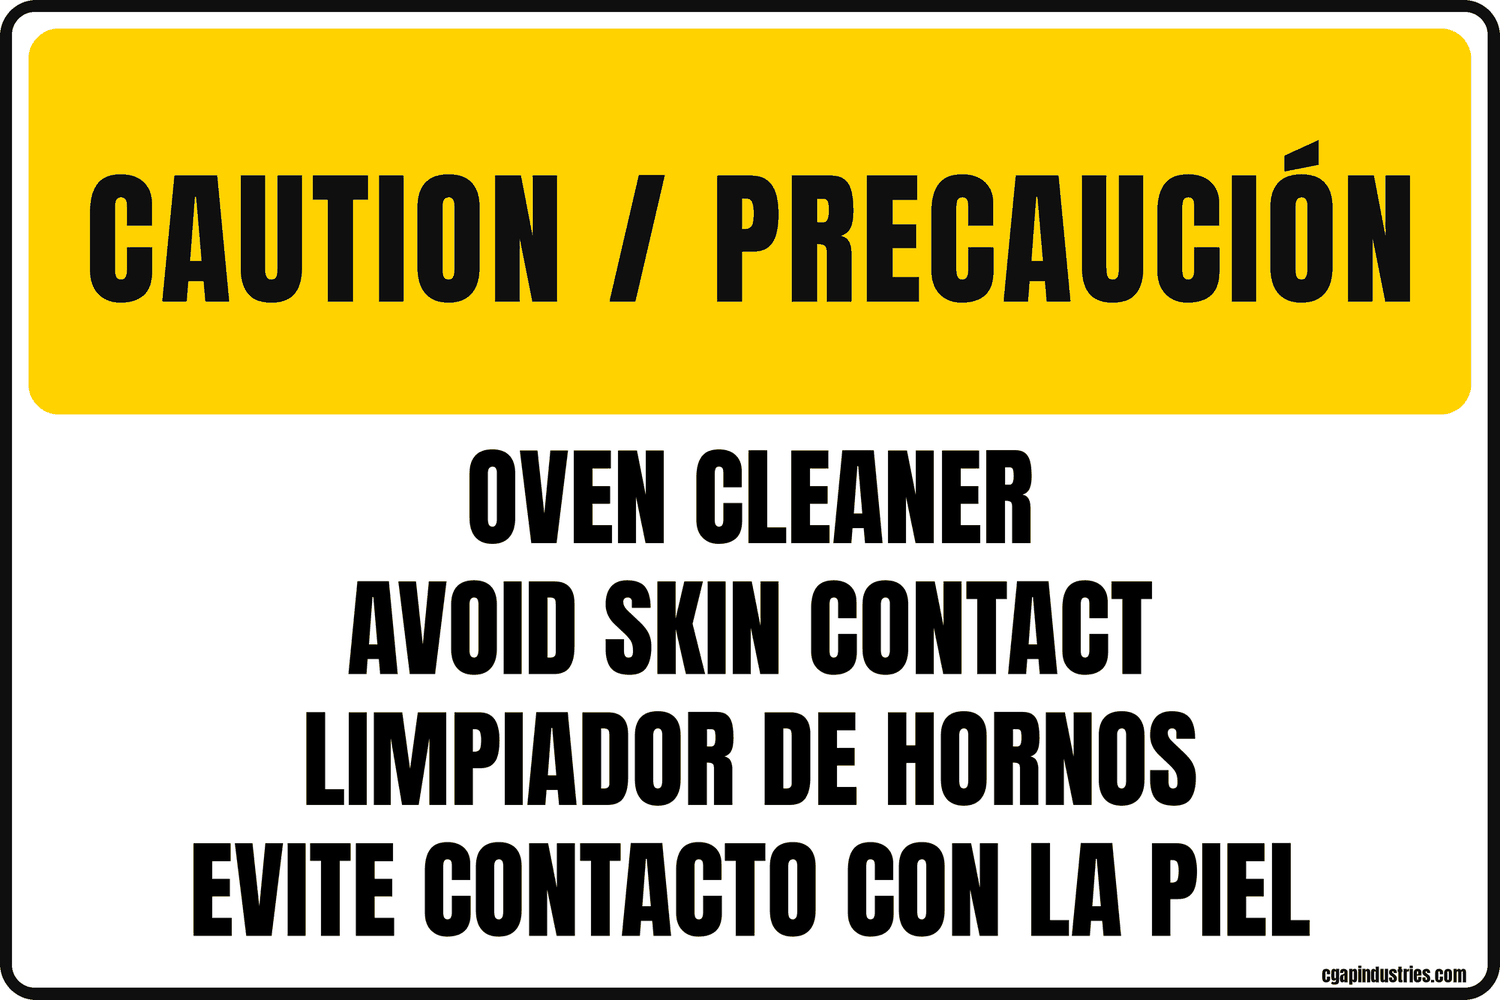 CAUTION / PRECAUCIÓN
OVEN CLEANER
AVOID SKIN CONTACT
LIMPIADOR DE HORNOS
EVITE CONTACTO CON LA PIEL
cgapindustries.com